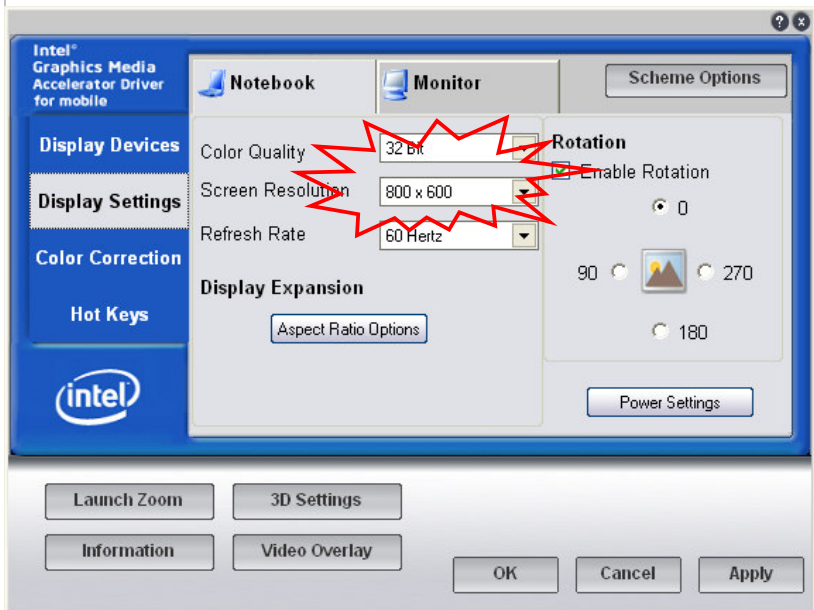 Intel®
Graphics Media
Accelerator Driver
for mobile
Notebook
Monitor
Scheme Options
Display Devices
Display Settings
Color Correction
Hot Keys
intel
Color Quality
32 Bit
Screen Resolution
800 x 600
Refresh Rate
60 Hertz
Display Expansion
Aspect Ratio Options
Rotation
Enable Rotation
0
90
270
180
Power Settings
Launch Zoom
3D Settings
Information
Video Overlay
OK
Cancel
Apply